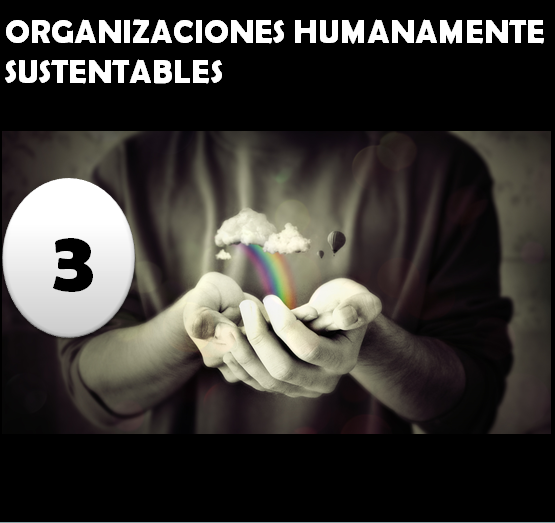 ORGANIZACIONES HUMANAMENTE
SUSTENTABLES
3